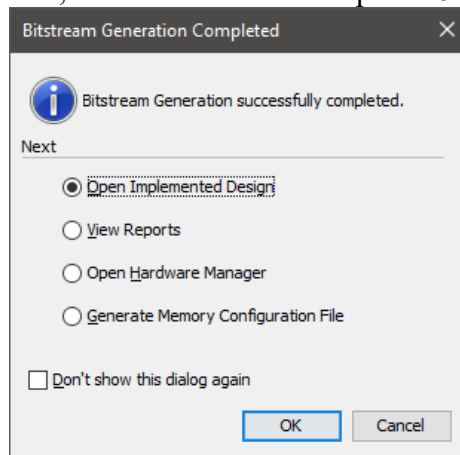 Bitstream Generation Completed
Bitstream Generation successfully completed.
Next
Open Implemented Design
View Reports
Open Hardware Manager
Generate Memory Configuration File
Don't show this dialog again
OK Cancel